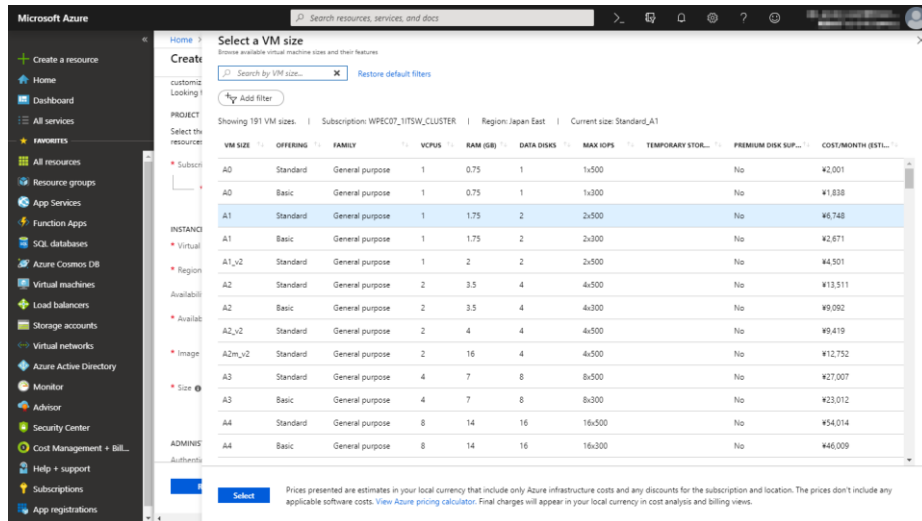 Microsoft Azure
Search resources, services, and docs
Create a resource
Home
Dashboard
All services
FAVORITES
All resources
Resource groups
App Services
Function Apps
SQL databases
Azure Cosmos DB
Virtual machines
Load balancers
Storage accounts
Virtual networks
Azure Active Directory
Monitor
Advisor
Security Center
Cost Management + Bill...
Help + support
Subscriptions
App registrations
Home >
Create
customiz
Looking
PROJECT
Select the
resources
* Subscri
*
INSTANCE
* Virtual
* Region
Availabili
* Availab
* Image
* Size
ADMINIS
Authenti
Select a VM size
Browse available virtual machine sizes and their features
Search by VM size...
Restore default filters
Add filter
Showing 191 VM sizes. | Subscription: WPEC07_1ITSW_CLUSTER | Region: Japan East | Current size: Standard_A1
VM SIZE OFFERING FAMILY VCPUS RAM (GB) DATA DISKS MAX IOPS TEMPORARY STOR... PREMIUM DISK SUP... COST/MONTH (ESTI...
A0 Standard General purpose 1 0.75 1 1x500 No ¥2,001
A0 Basic General purpose 1 0.75 1 1x300 No ¥1,838
A1 Standard General purpose 1 1.75 2 2x500 No ¥6,748
A1 Basic General purpose 1 1.75 2 2x300 No ¥2,671
A1_v2 Standard General purpose 1 2 2 2x500 No ¥4,501
A2 Standard General purpose 2 3.5 4 4x500 No ¥13,511
A2 Basic General purpose 2 3.5 4 4x300 No ¥9,092
A2_v2 Standard General purpose 2 4 4 4x500 No ¥9,419
A2m_v2 Standard General purpose 2 16 4 4x500 No ¥12,752
A3 Standard General purpose 4 7 8 8x500 No ¥27,007
A3 Basic General purpose 4 7 8 8x300 No ¥23,012
A4 Standard General purpose 8 14 16 16x500 No ¥54,014
A4 Basic General purpose 8 14 16 16x300 No ¥46,009
Select
Prices presented are estimates in your local currency that include only Azure infrastructure costs and any discounts for the subscription and location. The prices don't include any
applicable software costs. View Azure pricing calculator. Final charges will appear in your local currency in cost analysis and billing views.